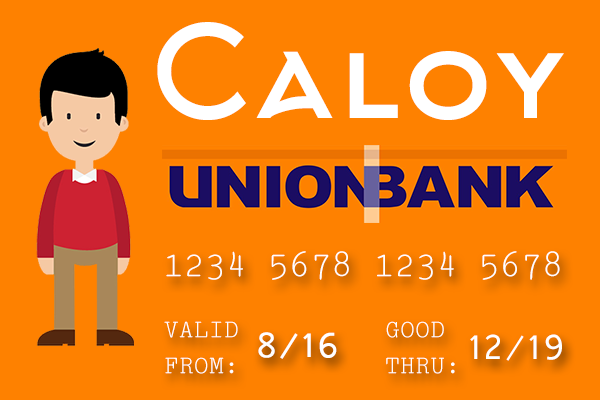 CALOY
UNIONBANK
1234 5678 1234 5678
VALID FROM: 8/16
GOOD THRU: 12/19